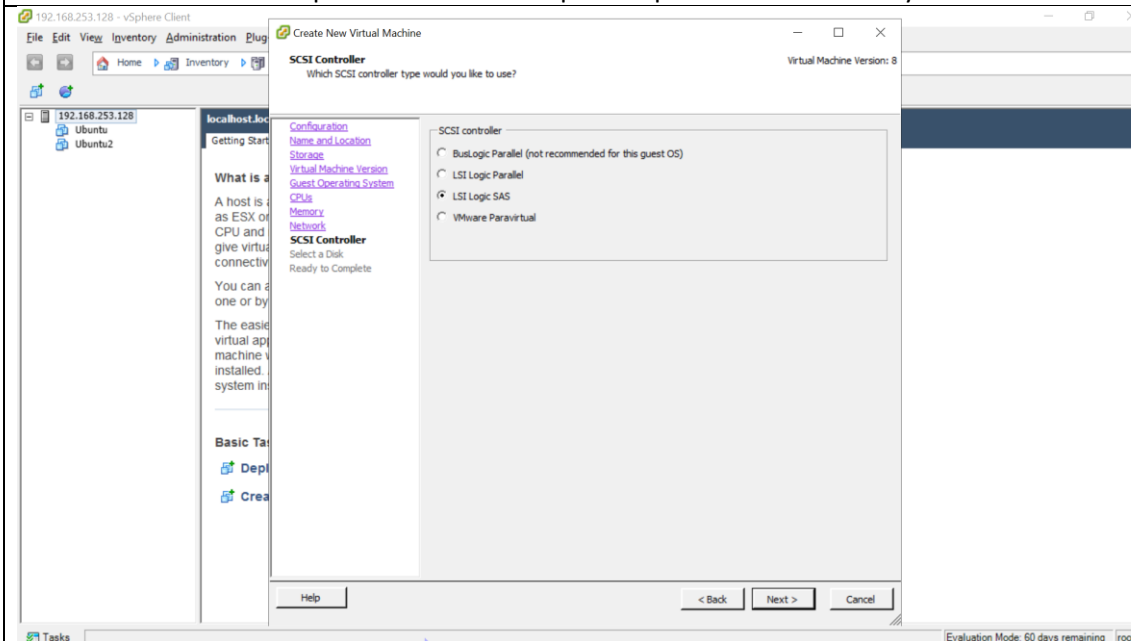 192.168.253.128 - vSphere Client
File Edit View Inventory Administration Plug
Home Inventory
192.168.253.128
Ubuntu
Ubuntu2
localhost.loc
Getting Start
What is a
A host is a
as ESX or
CPU and
give virtua
connectiv
You can a
one or by
The easie
virtual app
machine v
installed.
system in
Basic Ta
Depl
Crea
Create New Virtual Machine
SCSI Controller
Which SCSI controller type would you like to use?
Virtual Machine Version: 8
Configuration
Name and Location
Storage
Virtual Machine Version
Guest Operating System
CPUs
Memory
Network
SCSI Controller
Select a Disk
Ready to Complete
SCSI controller
BusLogic Parallel (not recommended for this guest OS)
LSI Logic Parallel
LSI Logic SAS
VMware Paravirtual
Help
< Back
Next >
Cancel
Tasks
Evaluation Mode: 60 days remaining
roo